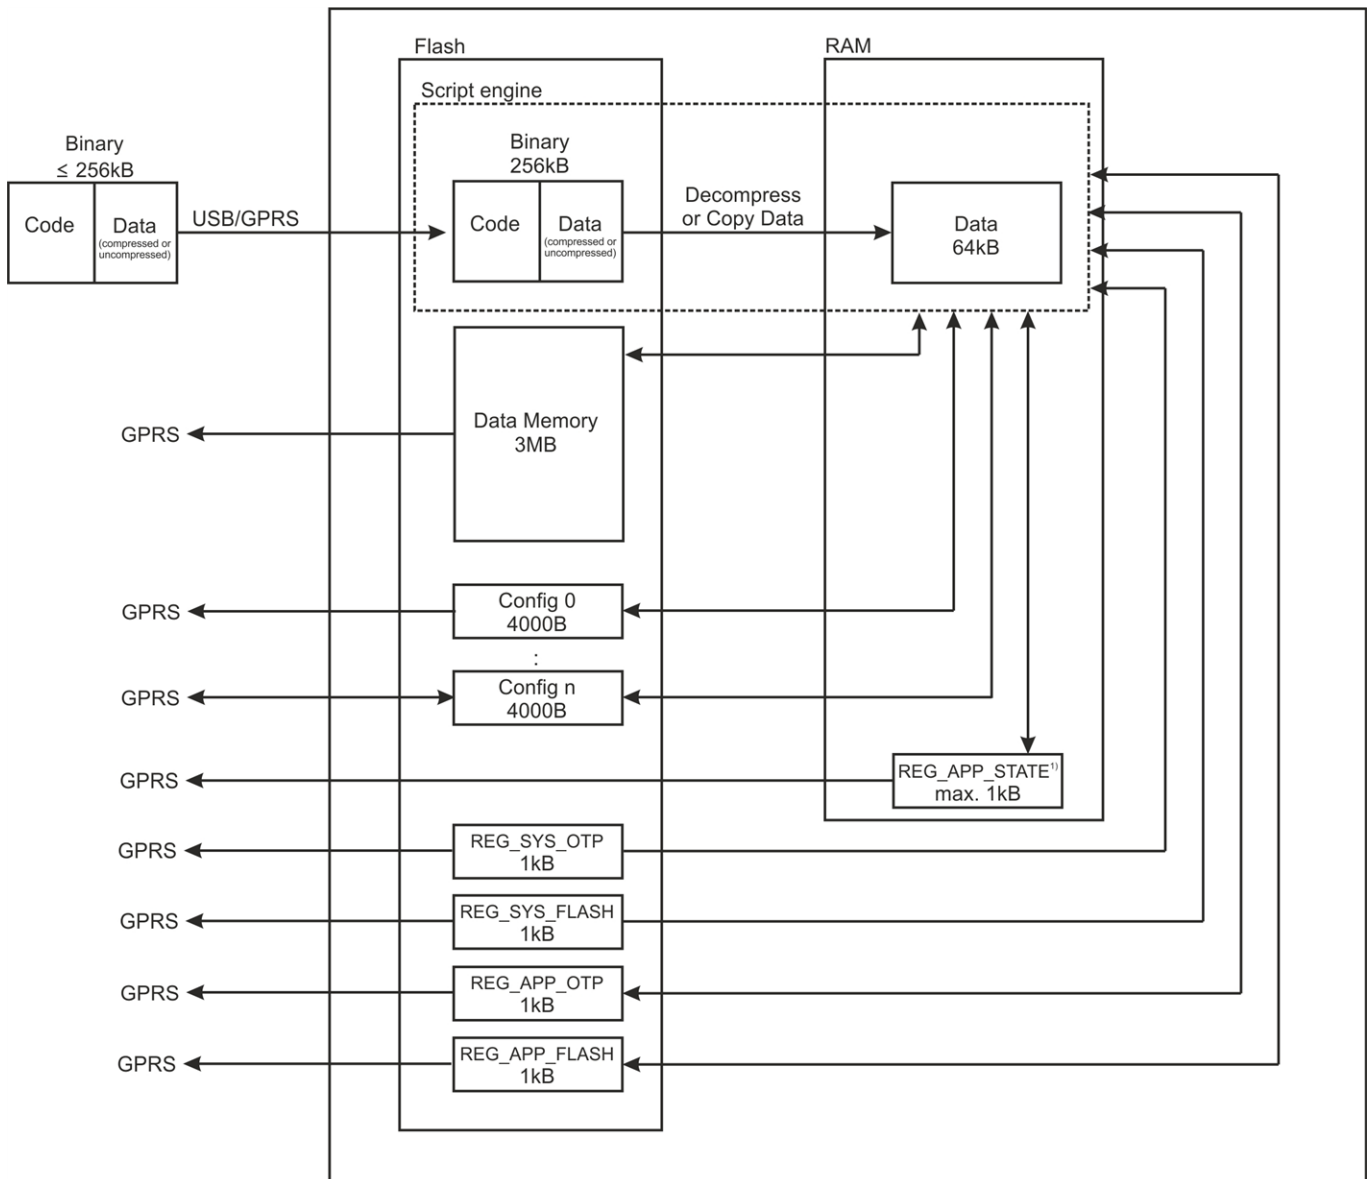 Flash
RAM
Script engine
Binary
≤ 256kB
Code
Data
(compressed or
uncompressed)
USB/GPRS
Binary
256kB
Code
Data
(compressed or
uncompressed)
Decompress
or Copy Data
Data
64kB
Data Memory
3MB
GPRS
Config 0
4000B
GPRS
:
Config n
4000B
GPRS
REG_APP_STATE¹⁾
max. 1kB
GPRS
REG_SYS_OTP
1kB
GPRS
REG_SYS_FLASH
1kB
GPRS
REG_APP_OTP
1kB
GPRS
REG_APP_FLASH
1kB
GPRS